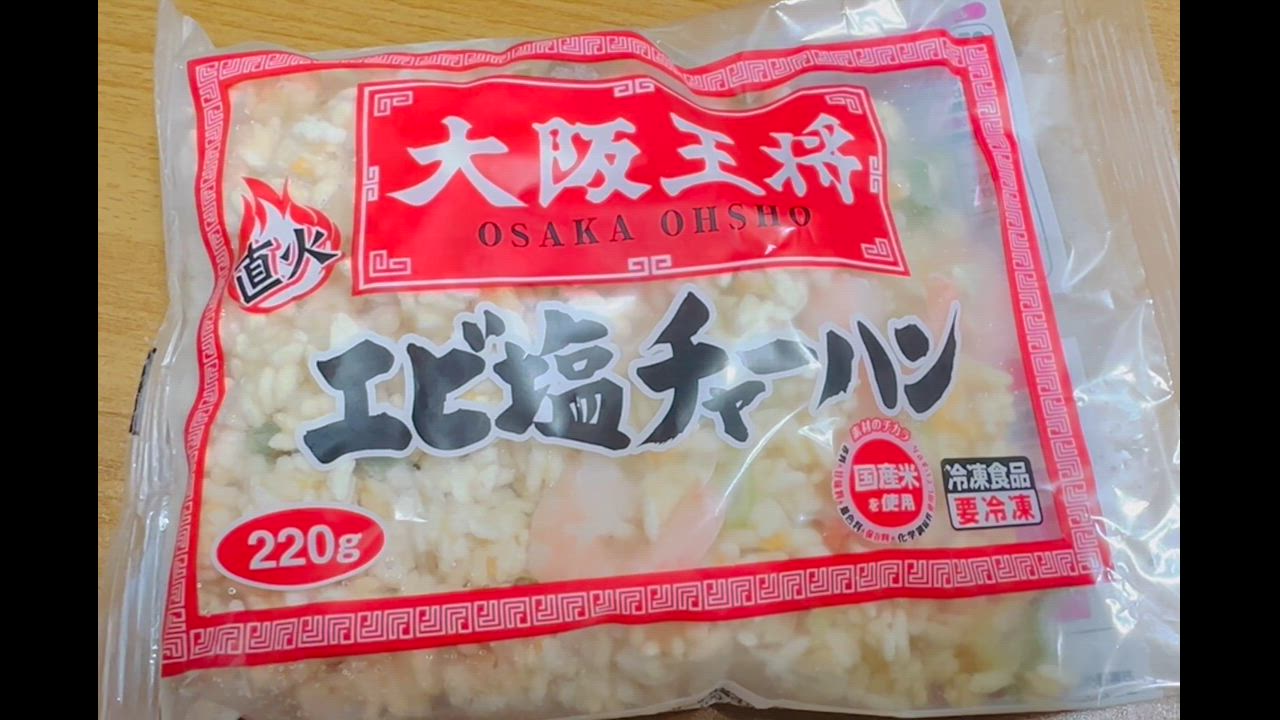 大阪王将
OSAKA OHSHO
直火
エビ塩チャーハン
素材のチカラ
国産米
を使用
冷凍食品
要冷凍
220g